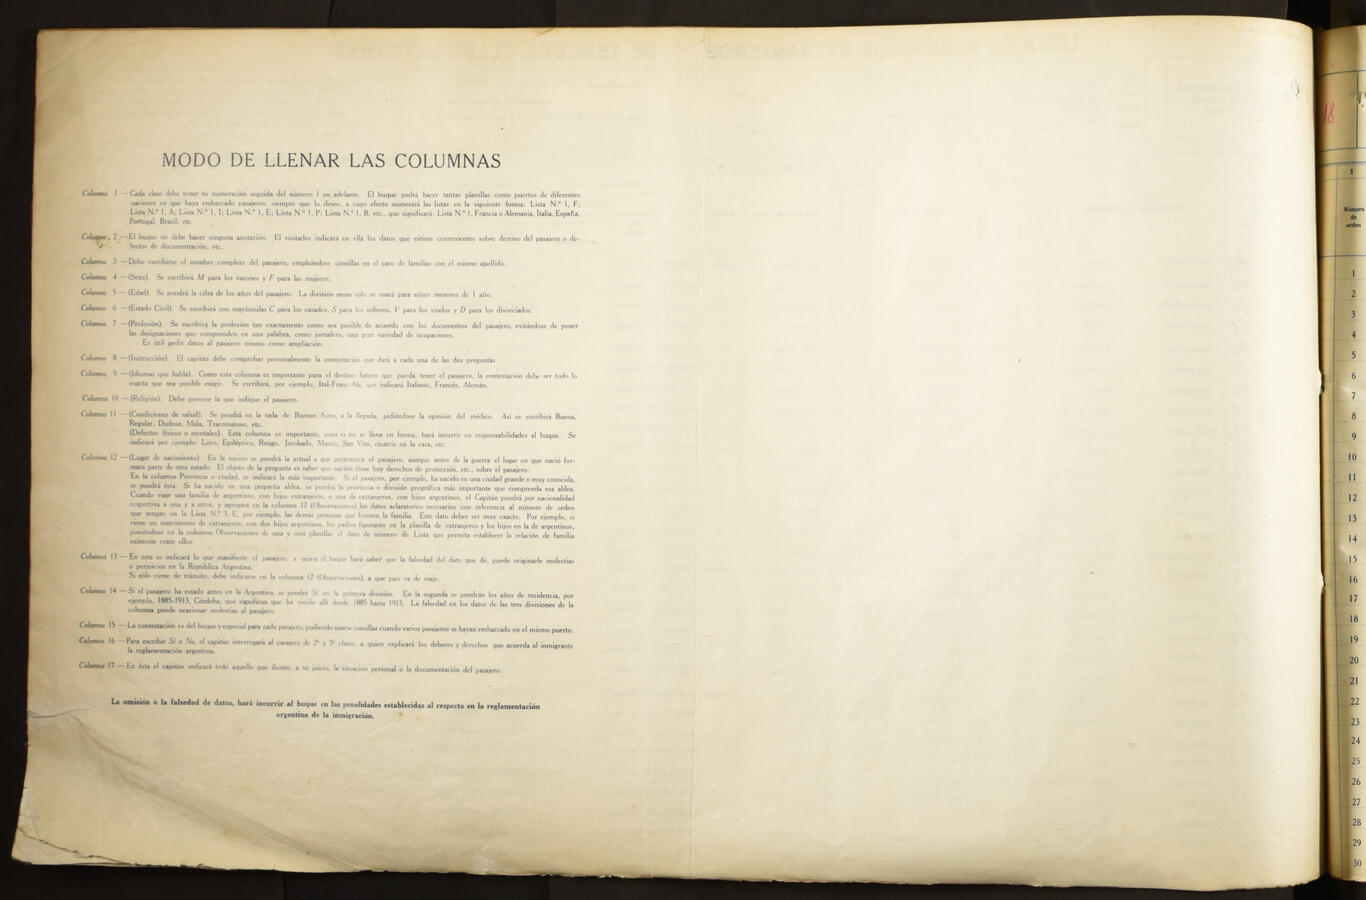 MODO DE LLENAR LAS COLUMNAS
Columna 1 — Cada clase debe tener su numeración seguida del número 1 en adelante. El buque podrá hacer tantas planillas como puertos de diferentes
naciones en que haya embarcado pasajeros, siempre que lo desee, a cuyo efecto numerará las listas en la siguiente forma: Lista N.º 1, F;
Lista N.º 1, A; Lista N.º 1, I; Lista N.º 1, E; Lista N.º 1, P; Lista N.º 1, B, etc., que significará: Lista N.º 1, Francia o Alemania, Italia, España,
Portugal, Brasil, etc.
Columna 2 — El buque no debe hacer ninguna anotación. El visitador indicará en ella los datos que estime convenientes sobre destino del pasajero o de-
fectos de documentación, etc.
Columna 3 — Debe escribirse el nombre completo del pasajero, empleándose comillas en el caso de familias con el mismo apellido.
Columna 4 — (Sexo). Se escribirá M para los varones y F para las mujeres.
Columna 5 — (Edad). Se pondrá la cifra de los años del pasajero. La división meses sólo se usará para niños menores de 1 año.
Columna 6 — (Estado Civil). Se escribirá con mayúsculas C para los casados, S para los solteros, V para los viudos y D para los divorciados.
Columna 7 — (Profesión). Se escribirá la profesión tan exactamente como sea posible de acuerdo con los documentos del pasajero, evitándose de poner
las designaciones que comprenden en una palabra, como jornalero, una gran variedad de ocupaciones.
Es útil pedir datos al pasajero mismo como ampliación.
Columna 8 — (Instrucción). El capitán debe comprobar personalmente la contestación que dará a cada una de las dos preguntas.
Columna 9 — (Idiomas que habla). Como esta columna es importante para el destino futuro que pueda tener el pasajero, la contestación debe ser todo lo
exacta que sea posible exigir. Se escribirá, por ejemplo, Ital-Franc-Ale, que indicará Italiano, Francés, Alemán.
Columna 10 — (Religión). Debe ponerse la que indique el pasajero.
Columna 11 — (Condiciones de salud). Se pondrá en la rada de Buenos Aires, a la llegada, pidiéndose la opinión del médico. Así se escribirá Buena,
Regular, Dudosa, Mala, Tracomatoso, etc.
(Defectos físicos o mentales). Esta columna es importante, pues si no se llena en forma, hará incurrir en responsabilidades al buque. Se
indicará por ejemplo: Loco, Epiléptico, Rengo, Jorobado, Manco, San Vito, cicatriz en la cara, etc.
Columna 12 — (Lugar de nacimiento). En la nación se pondrá la actual a que pertenezca el pasajero, aunque antes de la guerra el lugar en que nació for-
mara parte de otro estado. El objeto de la pregunta es saber que nación tiene hoy derechos de protección, etc., sobre el pasajero.
En la columna Provincia o ciudad, se indicará la más importante. Si el pasajero, por ejemplo, ha nacido en una ciudad grande o muy conocida,
se pondrá ésta. Si ha nacido en una pequeña aldea, se pondrá la provincia o división geográfica más importante que comprenda esa aldea.
Cuando viaje una familia de argentinos, con hijos extranjeros, o una de extranjeros, con hijos argentinos, el Capitán pondrá por nacionalidad
respectiva a una y a otros, y agregará en la columna 17 (Observaciones) los datos aclaratorios necesarios con referencia al número de orden
que tengan en la Lista N.º 3, E, por ejemplo, las demás personas que formen la familia. Este dato deber ser muy exacto. Por ejemplo, si
viene un matrimonio de extranjeros, con dos hijos argentinos, los padres figurarán en la planilla de extranjeros y los hijos en la de argentinos,
poniéndose en la columna Observaciones de una y otra planillas el dato de número de Lista que permita establecer la relación de familia
existente entre ellos.
Columna 13 — En esta se indicará lo que manifieste el pasajero, a quien el buque hará saber que la falsedad del dato que dé, puede originarle molestias
o perjuicios en la República Argentina.
Si sólo viene de tránsito, debe indicarse en la columna 17 (Observaciones), a que país va de viaje.
Columna 14 — Si el pasajero ha estado antes en la Argentina, se pondrá Sí en la primera división. En la segunda se pondrán los años de residencia, por
ejemplo, 1885-1913, Córdoba, que significan que ha vivido allí desde 1885 hasta 1913. La falsedad en los datos de las tres divisiones de la
columna puede ocasionar molestias al pasajero.
Columna 15 — La contestación es del buque y especial para cada pasajero, pudiendo usarse comillas cuando varios pasajeros se hayan embarcado en el mismo puerto.
Columna 16 — Para escribir Sí o No, el capitán interrogará al pasajero de 2ª y 3ª clases, a quien explicará los deberes y derechos que acuerda al inmigrante
la reglamentación argentina.
Columna 17 — En ésta el capitán indicará todo aquello que ilustre, a su juicio, la situación personal o la documentación del pasajero.
La omisión o la falsedad de datos, hará incurrir al buque en las penalidades establecidas al respecto en la reglamentación
argentina de la inmigración.
18
1
Número
de
orden
1
2
3
4
5
6
7
8
9
10
11
12
13
14
15
16
17
18
19
20
21
22
23
24
25
26
27
28
29
30